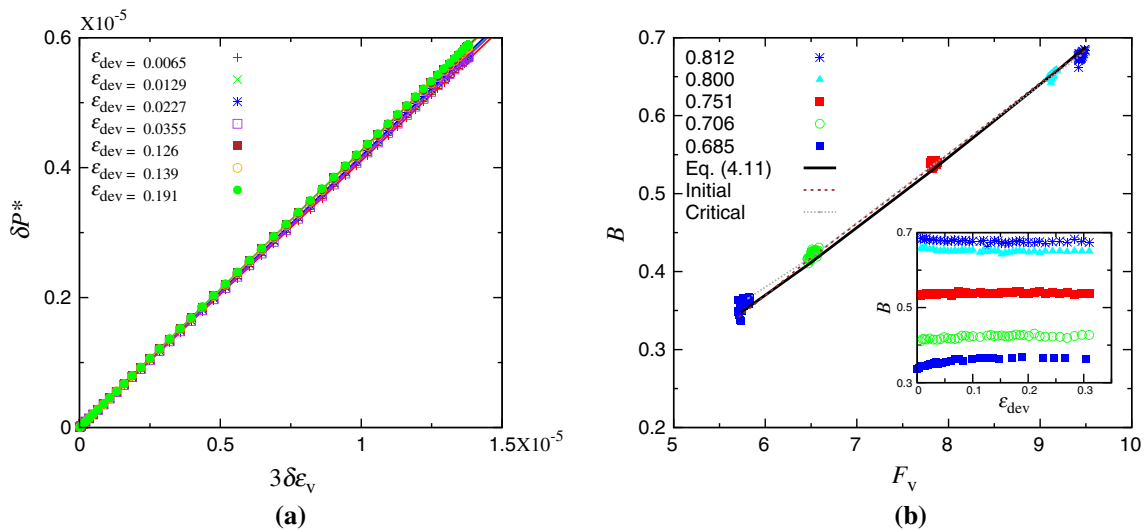 X10⁻⁵
0.6
0.4
0.2
0
δP*
ε_dev = 0.0065
ε_dev = 0.0129
ε_dev = 0.0227
ε_dev = 0.0355
ε_dev = 0.126
ε_dev = 0.139
ε_dev = 0.191
0 0.5 1 1.5X10⁻⁵
3δε_v
(a)
0.7
0.6
0.5
0.4
0.3
0.2
B
0.812
0.800
0.751
0.706
0.685
Eq. (4.11)
Initial
Critical
0.7
0.5
0.3
B
0 0.1 0.2 0.3
ε_dev
5 6 7 8 9 10
F_v
(b)